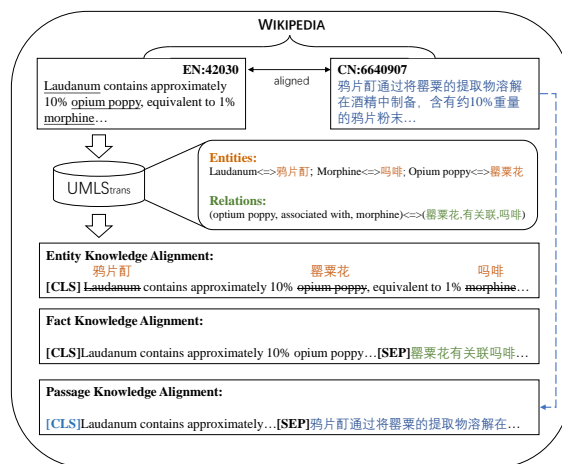 WIKIPEDIA
EN:42030
Laudanum contains approximately
10% opium poppy, equivalent to 1%
morphine…
aligned
CN:6640907
鸦片酊通过将罂粟的提取物溶解
在酒精中制备，含有约10%重量
的鸦片粉末…
UMLStrans
Entities:
Laudanum<=>鸦片酊; Morphine<=>吗啡; Opium poppy<=>罂粟花
Relations:
(optium poppy, associated with, morphine)<=>(罂粟花,有关联,吗啡)
Entity Knowledge Alignment:
鸦片酊 罂粟花 吗啡
[CLS] Laudanum contains approximately 10% opium poppy, equivalent to 1% morphine…
Fact Knowledge Alignment:
[CLS]Laudanum contains approximately 10% opium poppy…[SEP]罂粟花有关联吗啡…
Passage Knowledge Alignment:
[CLS]Laudanum contains approximately…[SEP]鸦片酊通过将罂粟的提取物溶解在…